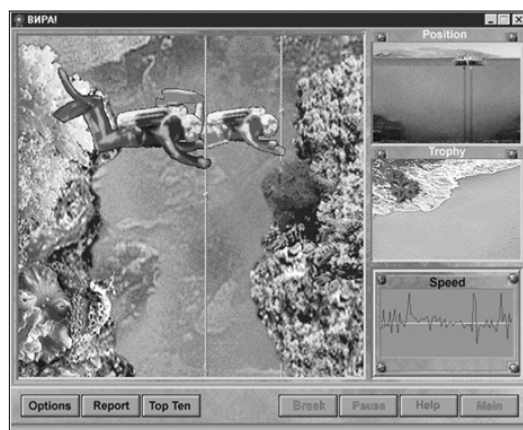 ВИРА!
Position
Trophy
Speed
Options Report Top Ten Break Pause Help Main